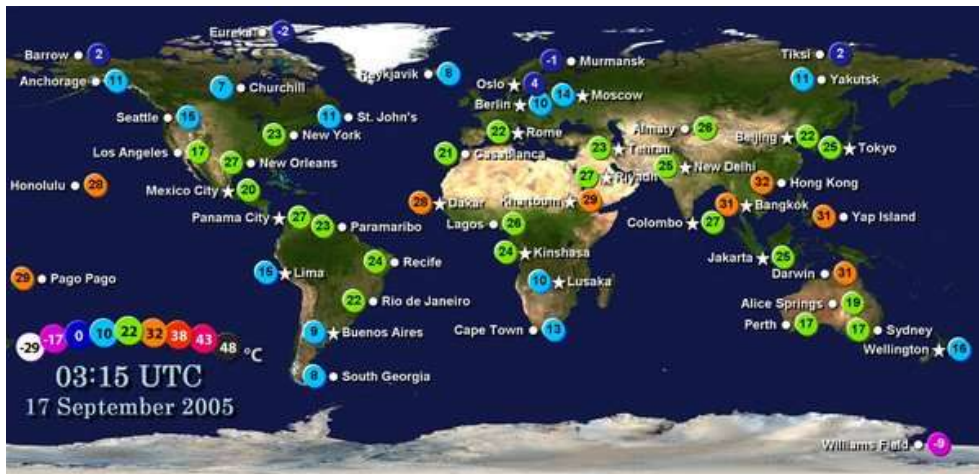 Eureka -2
Barrow 2
Tiksi 2
Murmansk -1
Reykjavik 8
Anchorage 11
Oslo 4
Yakutsk 11
Churchill 7
Berlin 10
Moscow 14
Seattle 15
St. John's 11
New York 23
Rome 22
Almaty 26
Beijing 22
Tokyo 25
Los Angeles 17
New Orleans 27
Casablanca 21
Tehran 23
New Delhi 25
Honolulu 28
Mexico City 20
Riyadh 27
Hong Kong 32
Dakar 28
Khartoum 29
Bangkok 31
Yap Island 31
Panama City 27
Paramaribo 23
Lagos 26
Colombo 27
Recife 24
Kinshasa 24
Jakarta 25
Pago Pago 29
Lima 15
Lusaka 10
Darwin 31
Rio de Janeiro 22
Alice Springs 19
Buenos Aires 9
Cape Town 13
Perth 17
Sydney 17
Wellington 16
-29 -17 0 10 22 32 38 43 48 °C
03:15 UTC
17 September 2005
South Georgia 8
Williams Field -9